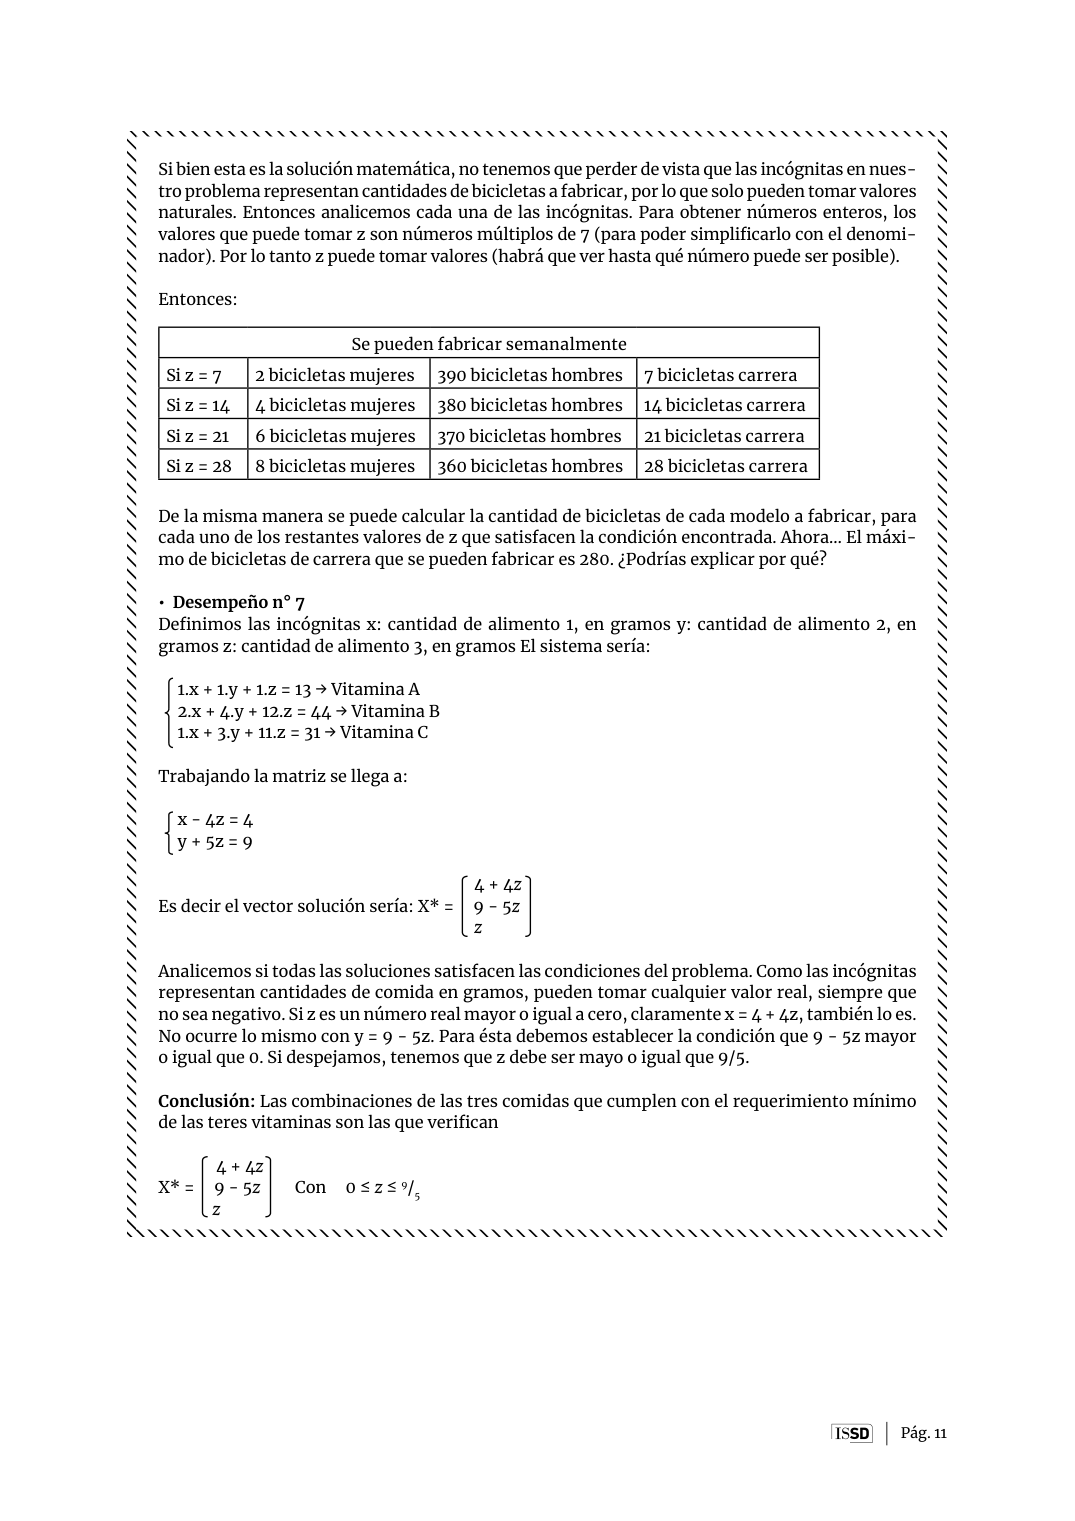 Si bien esta es la solución matemática, no tenemos que perder de vista que las incógnitas en nues-
tro problema representan cantidades de bicicletas a fabricar, por lo que solo pueden tomar valores
naturales. Entonces analicemos cada una de las incógnitas. Para obtener números enteros, los
valores que puede tomar z son números múltiplos de 7 (para poder simplificarlo con el denomi-
nador). Por lo tanto z puede tomar valores (habrá que ver hasta qué número puede ser posible).
Entonces:
Se pueden fabricar semanalmente
Si z = 7 2 bicicletas mujeres 390 bicicletas hombres 7 bicicletas carrera
Si z = 14 4 bicicletas mujeres 380 bicicletas hombres 14 bicicletas carrera
Si z = 21 6 bicicletas mujeres 370 bicicletas hombres 21 bicicletas carrera
Si z = 28 8 bicicletas mujeres 360 bicicletas hombres 28 bicicletas carrera
De la misma manera se puede calcular la cantidad de bicicletas de cada modelo a fabricar, para
cada uno de los restantes valores de z que satisfacen la condición encontrada. Ahora... El máxi-
mo de bicicletas de carrera que se pueden fabricar es 280. ¿Podrías explicar por qué?
• Desempeño n° 7
Definimos las incógnitas x: cantidad de alimento 1, en gramos y: cantidad de alimento 2, en
gramos z: cantidad de alimento 3, en gramos El sistema sería:
1.x + 1.y + 1.z = 13 → Vitamina A
2.x + 4.y + 12.z = 44 → Vitamina B
1.x + 3.y + 11.z = 31 → Vitamina C
Trabajando la matriz se llega a:
x - 4z = 4
y + 5z = 9
4 + 4z
Es decir el vector solución sería: X* = 9 - 5z
z
Analicemos si todas las soluciones satisfacen las condiciones del problema. Como las incógnitas
representan cantidades de comida en gramos, pueden tomar cualquier valor real, siempre que
no sea negativo. Si z es un número real mayor o igual a cero, claramente x = 4 + 4z, también lo es.
No ocurre lo mismo con y = 9 - 5z. Para ésta debemos establecer la condición que 9 - 5z mayor
o igual que 0. Si despejamos, tenemos que z debe ser mayo o igual que 9/5.
Conclusión: Las combinaciones de las tres comidas que cumplen con el requerimiento mínimo
de las teres vitaminas son las que verifican
4 + 4z
X* = 9 - 5z Con 0 ≤ z ≤ 9/5
z
ISSD Pág. 11